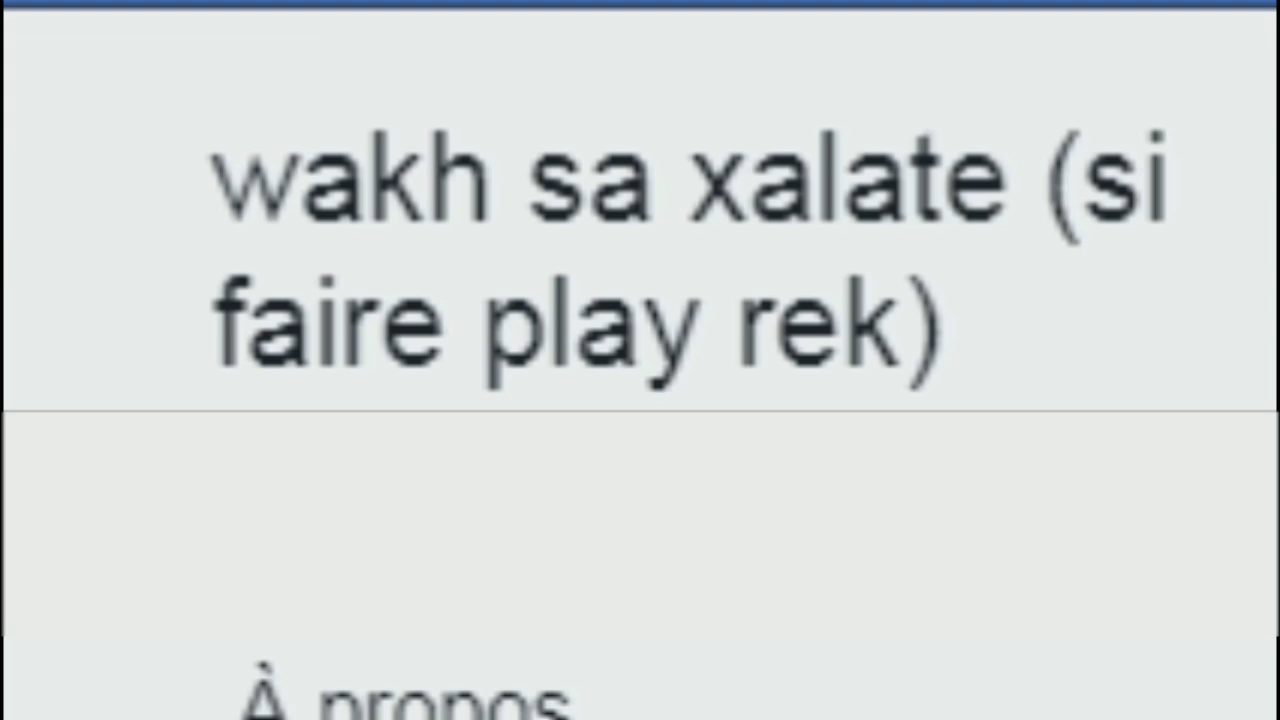 wakh sa xalate (si
faire play rek)
À propos